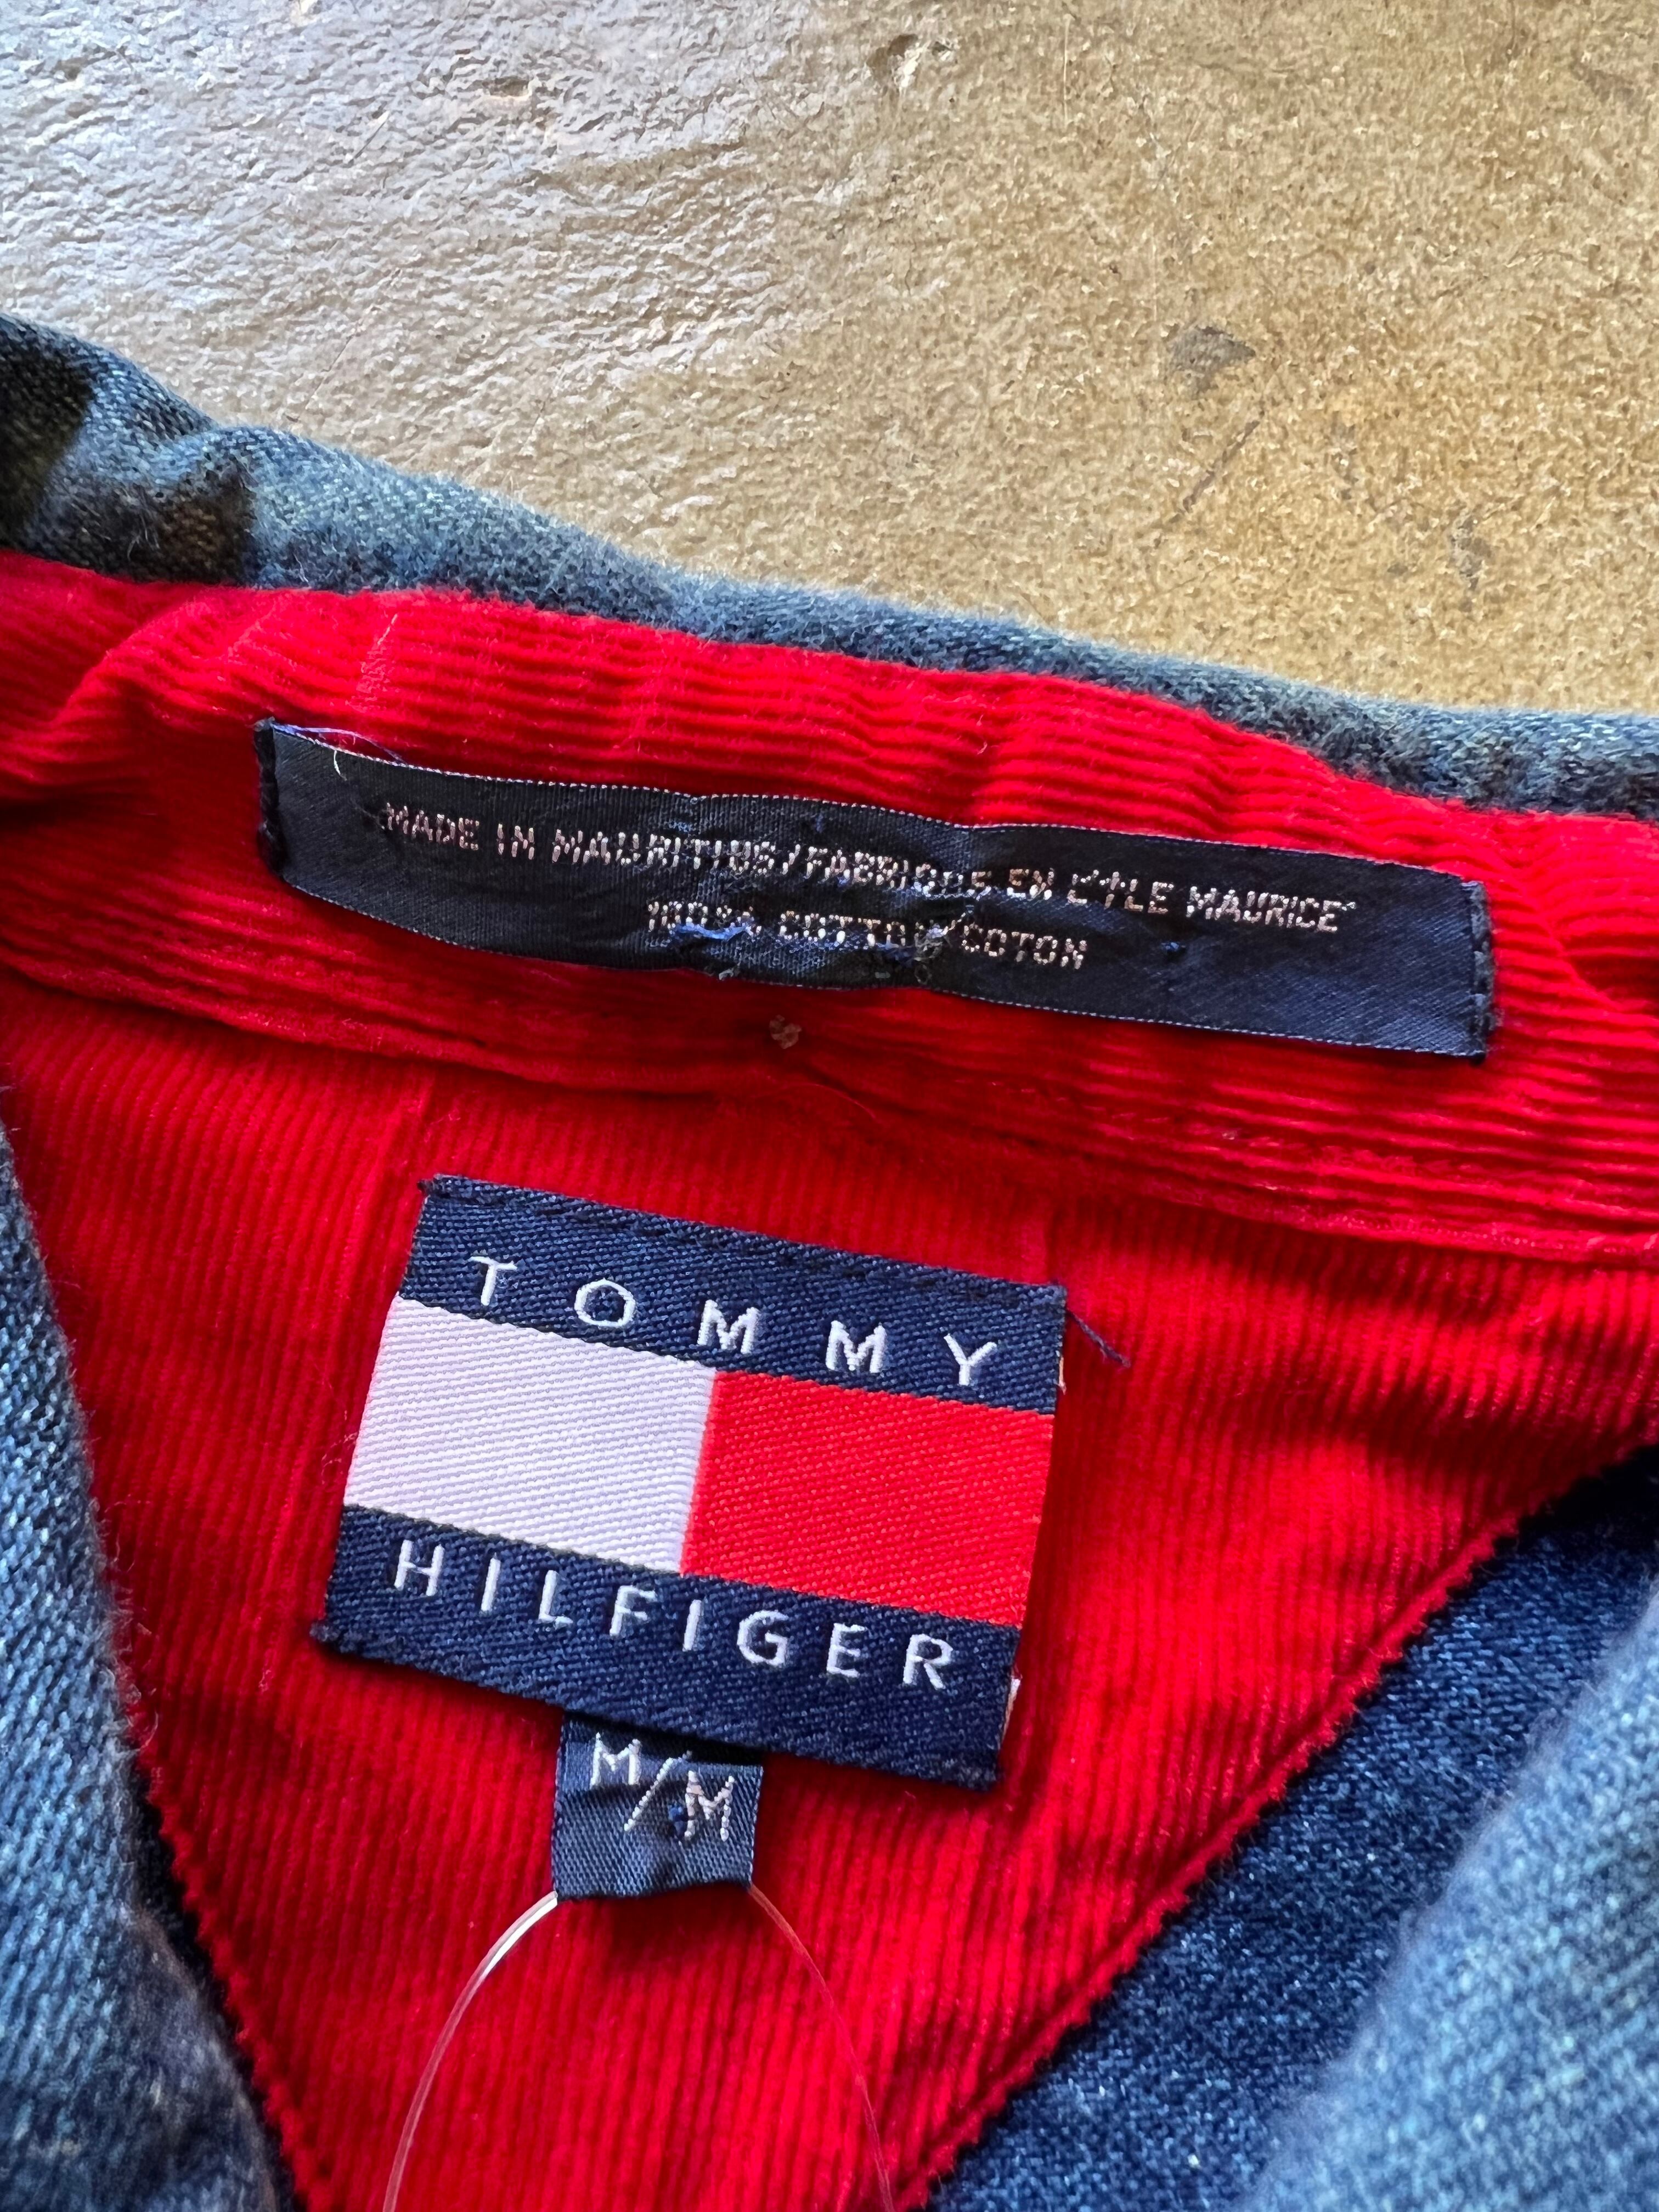 MADE IN MAURITIUS/FABRIQUE EN L'ILE MAURICE
100% COTTON/COTON
TOMMY
HILFIGER
M/M